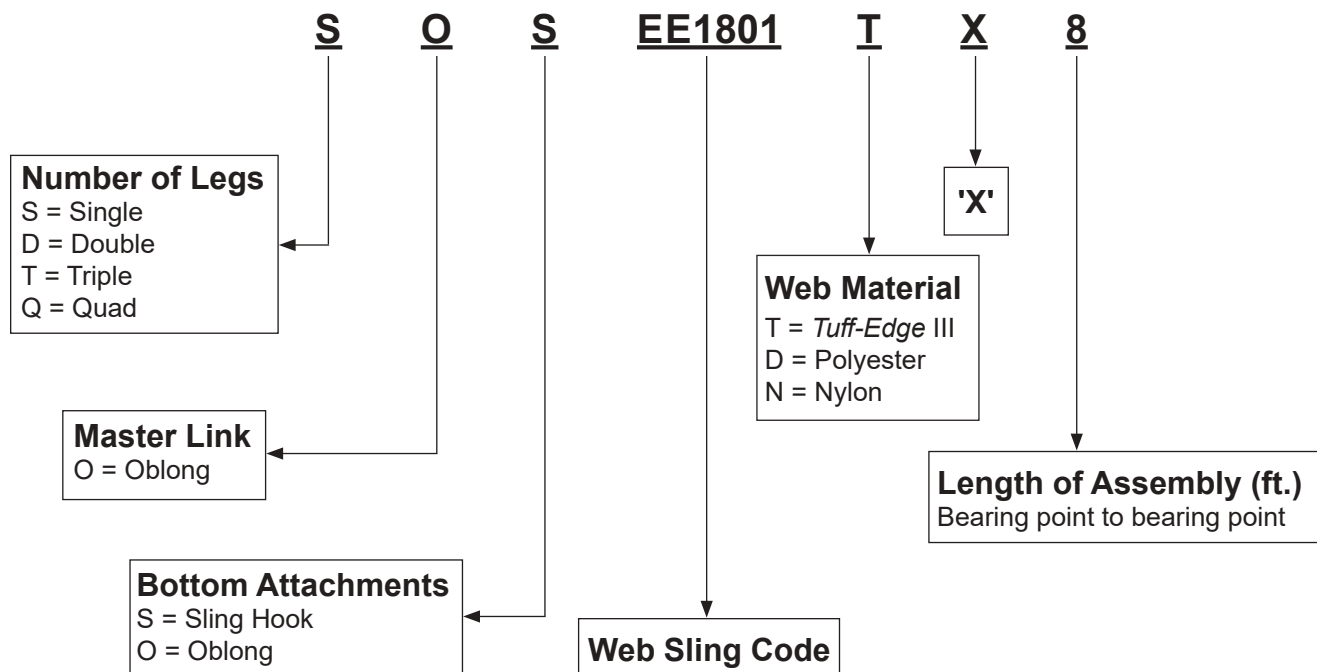 S O S EE1801 T X 8
Number of Legs
S = Single
D = Double
T = Triple
Q = Quad
'X'
Web Material
T = Tuff-Edge III
D = Polyester
N = Nylon
Master Link
O = Oblong
Length of Assembly (ft.)
Bearing point to bearing point
Bottom Attachments
S = Sling Hook
O = Oblong
Web Sling Code